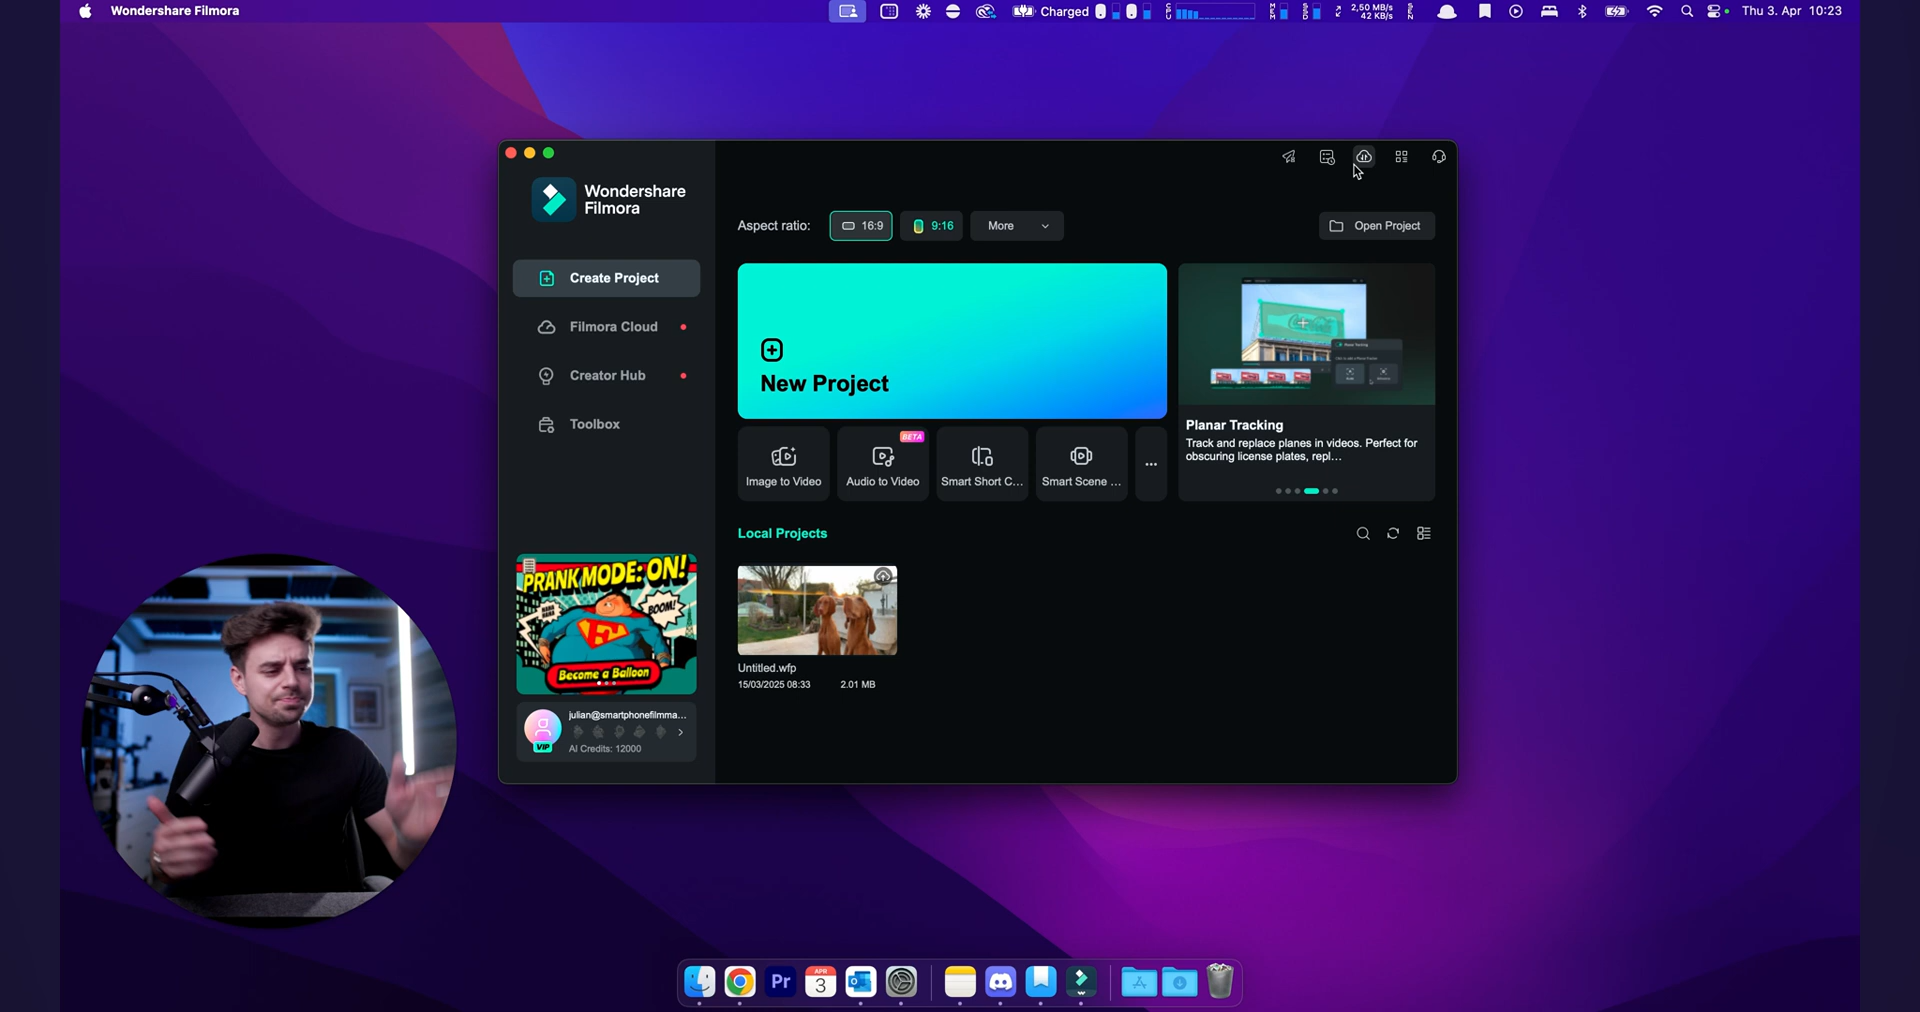 Wondershare Filmora
Charged
CPU
MEM
SSD
2,50 MB/s
42 KB/s
SEN
Thu 3. Apr 10:23
Wondershare
Filmora
Aspect ratio:
16:9
9:16
More
Open Project
Create Project
Filmora Cloud
Creator Hub
Toolbox
New Project
Planar Tracking
Track and replace planes in videos. Perfect for
obscuring license plates, repl...
BETA
Image to Video
Audio to Video
Smart Short C...
Smart Scene ...
...
Local Projects
Untitled.wfp
15/03/2025 08:33
2.01 MB
PRANK MODE: ON!
BOOM!
Become a Balloon
julian@smartphonefilmma...
VIP
AI Credits: 12000
Pr
APR
3